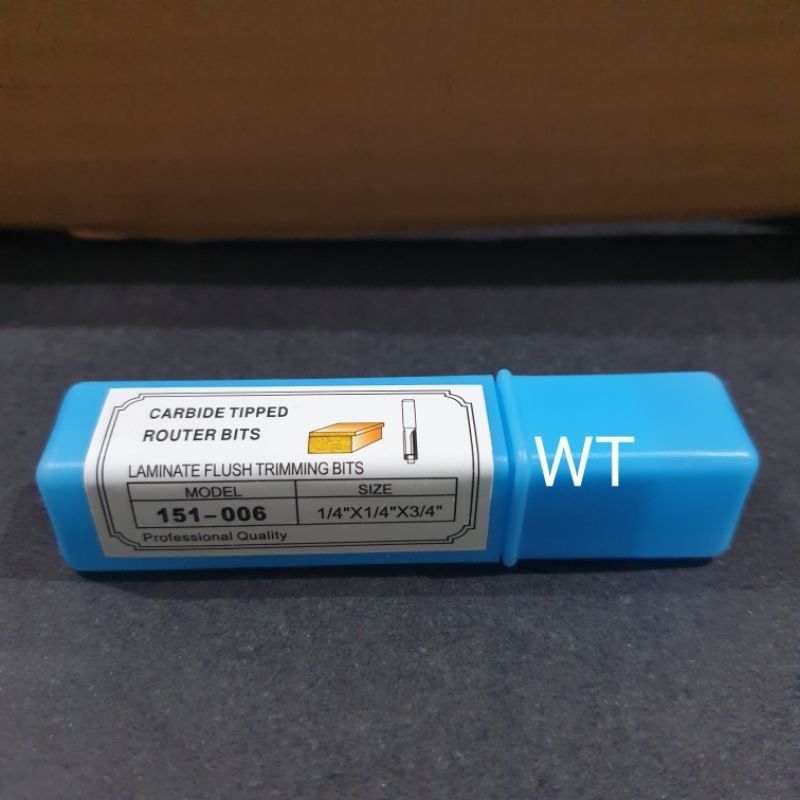 CARBIDE TIPPED
ROUTER BITS
LAMINATE FLUSH TRIMMING BITS
MODEL SIZE
151-006 1/4"X1/4"X3/4"
Professional Quality
WT